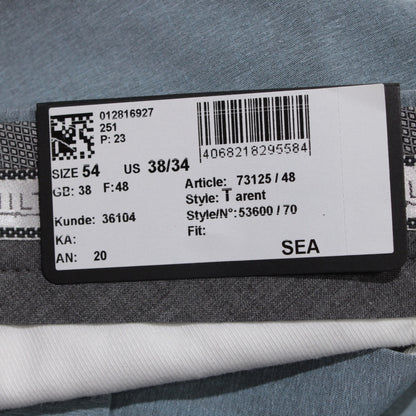 012816927
251
P: 23
4068218295584
SIZE 54 US 38/34
GB: 38 F: 48
Article: 73125 / 48
Style: Tarent
Kunde: 36104
Style/N°: 53600 / 70
KA:
Fit:
AN: 20
SEA